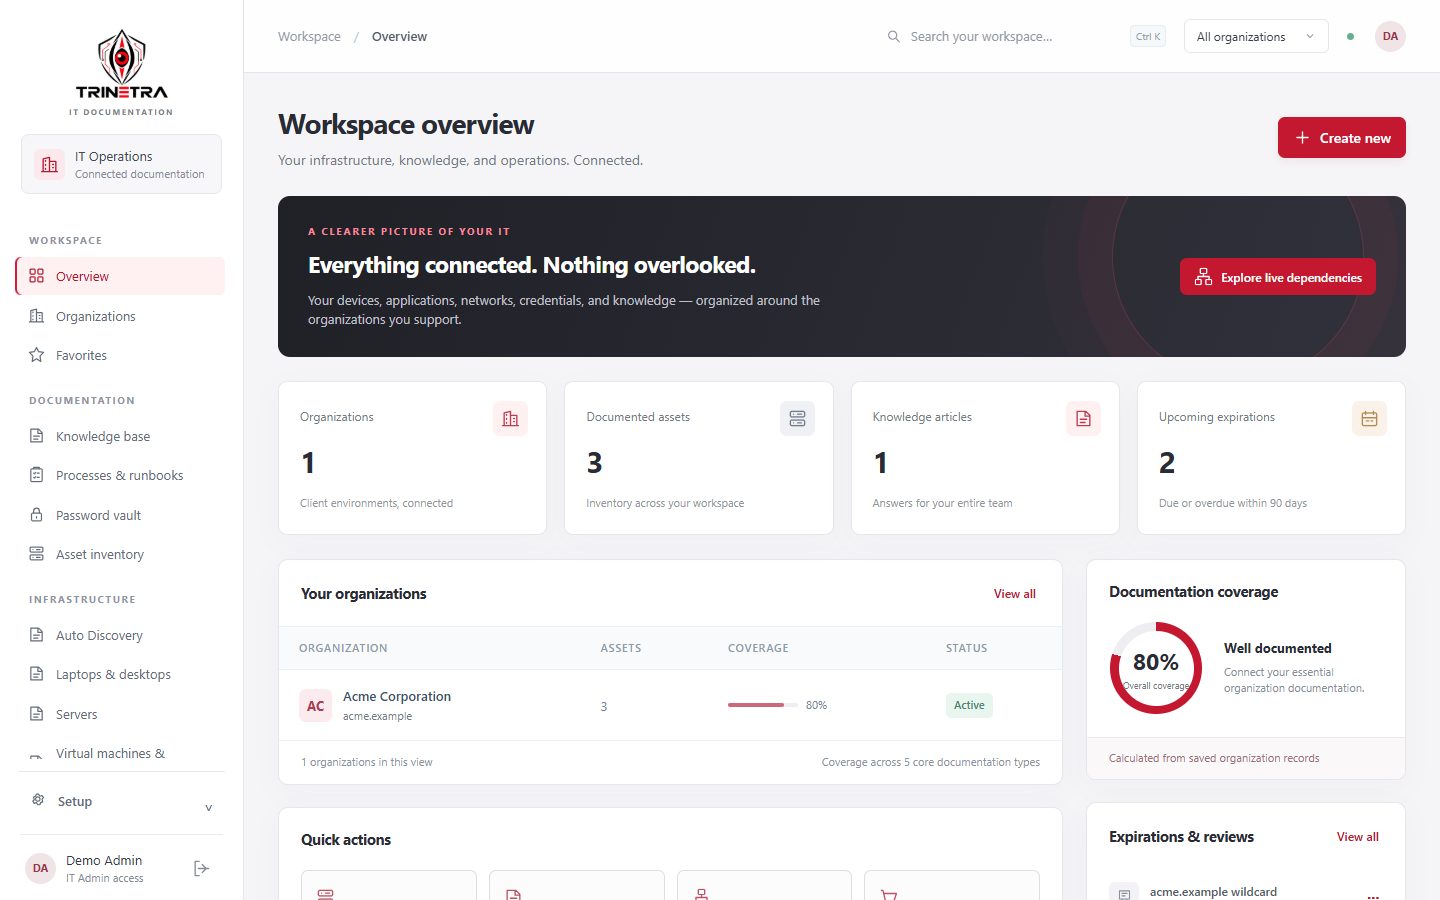 TRINETRA
IT DOCUMENTATION
IT Operations
Connected documentation
WORKSPACE
Overview
Organizations
Favorites
DOCUMENTATION
Knowledge base
Processes & runbooks
Password vault
Asset inventory
INFRASTRUCTURE
Auto Discovery
Laptops & desktops
Servers
Virtual machines &
Setup
v
DA
Demo Admin
IT Admin access
Workspace / Overview
Search your workspace...
Ctrl K
All organizations
DA
Workspace overview
Your infrastructure, knowledge, and operations. Connected.
Create new
A CLEARER PICTURE OF YOUR IT
Everything connected. Nothing overlooked.
Your devices, applications, networks, credentials, and knowledge — organized around the
organizations you support.
Explore live dependencies
Organizations
1
Client environments, connected
Documented assets
3
Inventory across your workspace
Knowledge articles
1
Answers for your entire team
Upcoming expirations
2
Due or overdue within 90 days
Your organizations
View all
ORGANIZATION ASSETS COVERAGE STATUS
AC
Acme Corporation
acme.example
3
80%
Active
1 organizations in this view
Coverage across 5 core documentation types
Documentation coverage
80%
Overall coverage
Well documented
Connect your essential
organization documentation.
Calculated from saved organization records
Quick actions
Expirations & reviews
View all
acme.example wildcard